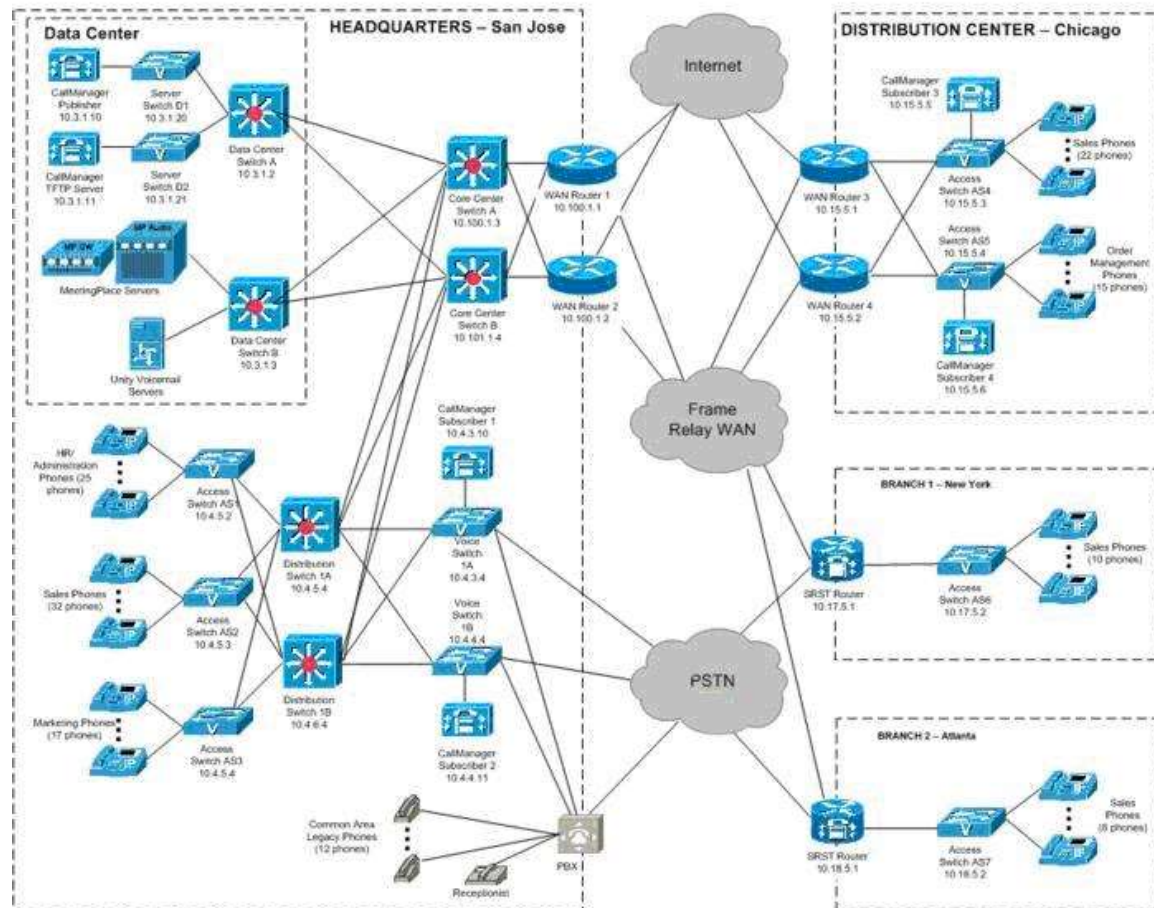 Data Center
HEADQUARTERS – San Jose
CallManager
Publisher
10.3.1.10
Server
Switch D1
10.3.1.20
Data Center
Switch A
10.3.1.2
CallManager
TFTP Server
10.3.1.11
Server
Switch D2
10.3.1.21
MP GW
MP Audio
MeetingPlace Servers
Data Center
Switch B
10.3.1.3
Unity Voicemail
Servers
Core Center
Switch A
10.100.1.3
Core Center
Switch B
10.101.1.4
WAN Router 1
10.100.1.1
WAN Router 2
10.100.1.2
Internet
DISTRIBUTION CENTER – Chicago
CallManager
Subscriber 3
10.15.5.5
WAN Router 3
10.15.5.1
WAN Router 4
10.15.5.2
Access
Switch AS4
10.15.5.3
Access
Switch AS5
10.15.5.4
Sales Phones
(22 phones)
Order
Management
Phones
(15 phones)
CallManager
Subscriber 4
10.15.5.6
Frame
Relay WAN
HR/
Administration
Phones (25
phones)
Access
Switch AS1
10.4.5.2
Sales Phones
(32 phones)
Access
Switch AS2
10.4.5.3
Marketing Phones
(17 phones)
Access
Switch AS3
10.4.5.4
Distribution
Switch 1A
10.4.5.4
Distribution
Switch 1B
10.4.6.4
CallManager
Subscriber 1
10.4.3.10
Voice
Switch
1A
10.4.3.4
Voice
Switch
1B
10.4.4.4
CallManager
Subscriber 2
10.4.4.11
Common Area
Legacy Phones
(12 phones)
Receptionist
PBX
PSTN
BRANCH 1 – New York
SRST Router
10.17.5.1
Access
Switch AS6
10.17.5.2
Sales Phones
(10 phones)
BRANCH 2 – Atlanta
SRST Router
10.18.5.1
Access
Switch AS7
10.18.5.2
Sales
Phones
(8 phones)